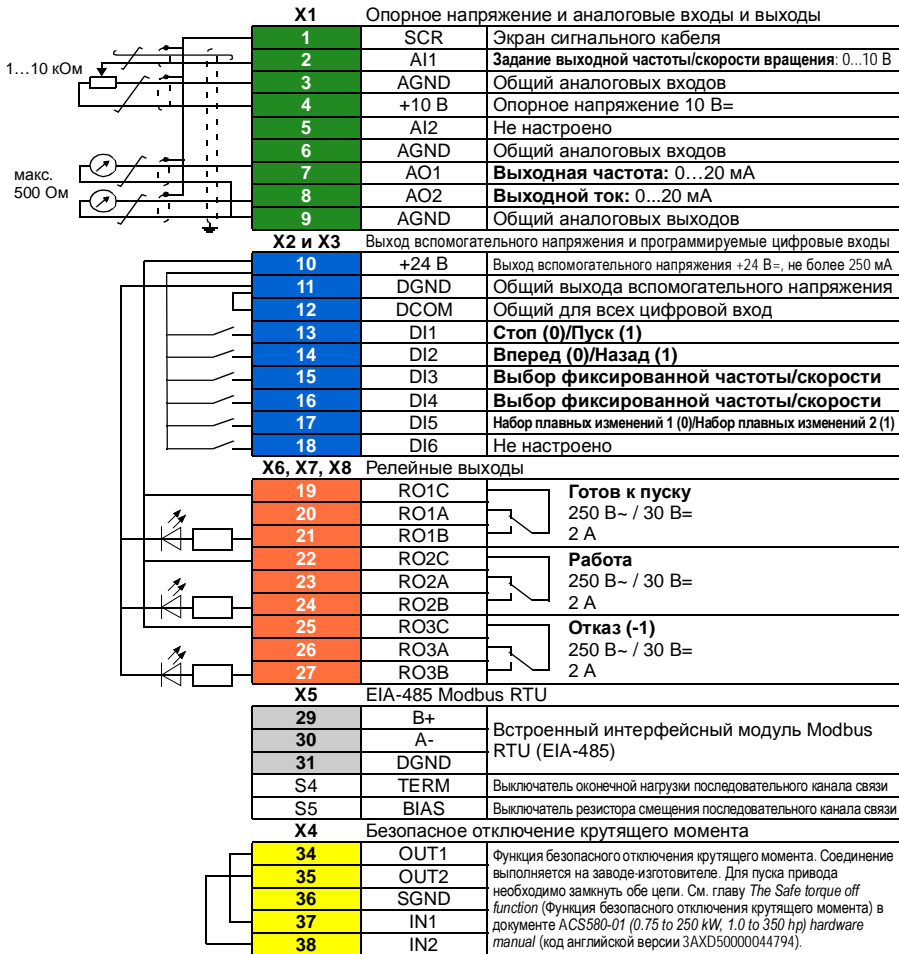 X1 Опорное напряжение и аналоговые входы и выходы
1 SCR Экран сигнального кабеля
1…10 кОм
2 AI1 Задание выходной частоты/скорости вращения: 0...10 В
3 AGND Общий аналоговых входов
4 +10 В Опорное напряжение 10 В=
5 AI2 Не настроено
6 AGND Общий аналоговых входов
макс.
500 Ом
7 AO1 Выходная частота: 0…20 мА
8 AO2 Выходной ток: 0...20 мА
9 AGND Общий аналоговых выходов
X2 и X3 Выход вспомогательного напряжения и программируемые цифровые входы
10 +24 В Выход вспомогательного напряжения +24 В=, не более 250 мА
11 DGND Общий выхода вспомогательного напряжения
12 DCOM Общий для всех цифровой вход
13 DI1 Стоп (0)/Пуск (1)
14 DI2 Вперед (0)/Назад (1)
15 DI3 Выбор фиксированной частоты/скорости
16 DI4 Выбор фиксированной частоты/скорости
17 DI5 Набор плавных изменений 1 (0)/Набор плавных изменений 2 (1)
18 DI6 Не настроено
X6, X7, X8 Релейные выходы
19 RO1C Готов к пуску
20 RO1A 250 В~ / 30 В=
21 RO1B 2 А
22 RO2C Работа
23 RO2A 250 В~ / 30 В=
24 RO2B 2 А
25 RO3C Отказ (-1)
26 RO3A 250 В~ / 30 В=
27 RO3B 2 А
X5 EIA-485 Modbus RTU
29 B+
30 A-
31 DGND
Встроенный интерфейсный модуль Modbus
RTU (EIA-485)
S4 TERM Выключатель оконечной нагрузки последовательного канала связи
S5 BIAS Выключатель резистора смещения последовательного канала связи
X4 Безопасное отключение крутящего момента
34 OUT1
35 OUT2
36 SGND
37 IN1
38 IN2
Функция безопасного отключения крутящего момента. Соединение
выполняется на заводе-изготовителе. Для пуска привода
необходимо замкнуть обе цепи. См. главу The Safe torque off
function (Функция безопасного отключения крутящего момента) в
документе ACS580-01 (0.75 to 250 kW, 1.0 to 350 hp) hardware
manual (код английской версии 3AXD50000044794).